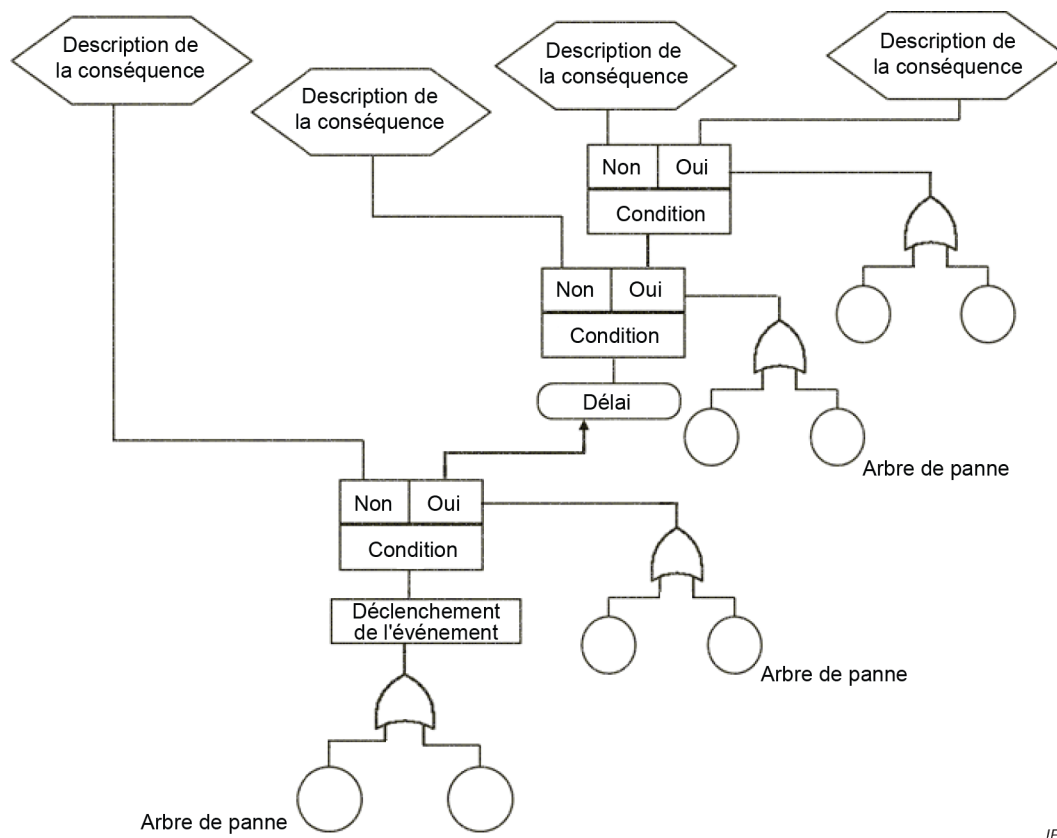 Description de
la conséquence
Description de
la conséquence
Description de
la conséquence
Description de
la conséquence
Non Oui
Condition
Non Oui
Condition
Délai
Arbre de panne
Non Oui
Condition
Déclenchement
de l'événement
Arbre de panne
Arbre de panne